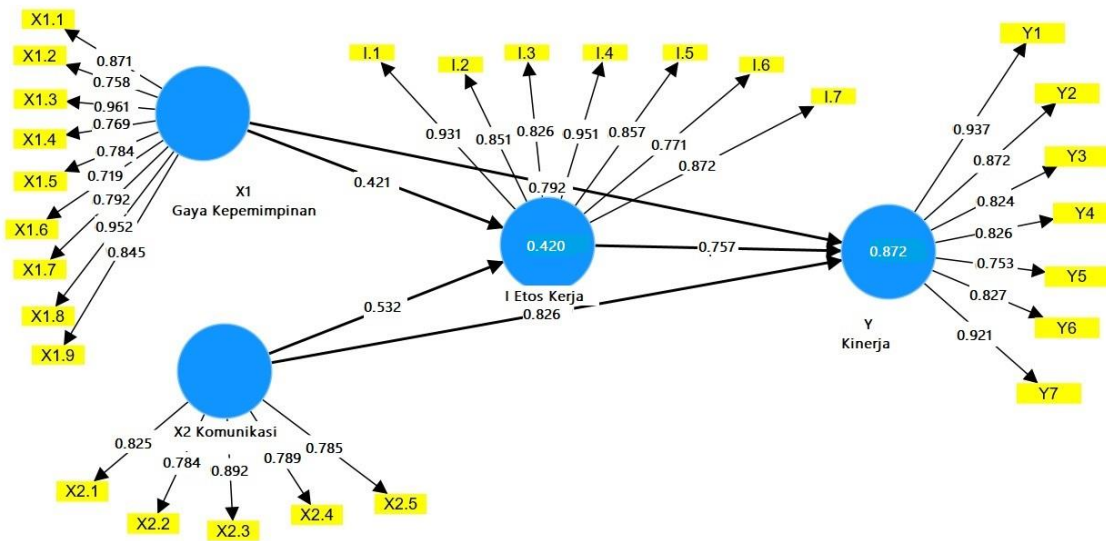 X1.1
X1.2
X1.3
X1.4
X1.5
X1.6
X1.7
X1.8
X1.9
0.871
0.758
0.961
0.769
0.784
0.719
0.792
0.952
0.845
X1
Gaya Kepemimpinan
I.1
I.2
I.3
I.4
I.5
I.6
I.7
0.931
0.851
0.826
0.951
0.857
0.771
0.872
0.421
0.792
0.420
0.757
I Etos Kerja
0.532
0.826
0.872
Y
Kinerja
Y1
Y2
Y3
Y4
Y5
Y6
Y7
0.937
0.872
0.824
0.826
0.753
0.827
0.921
X2 Komunikasi
0.825
0.784
0.892
0.789
0.785
X2.1
X2.2
X2.3
X2.4
X2.5